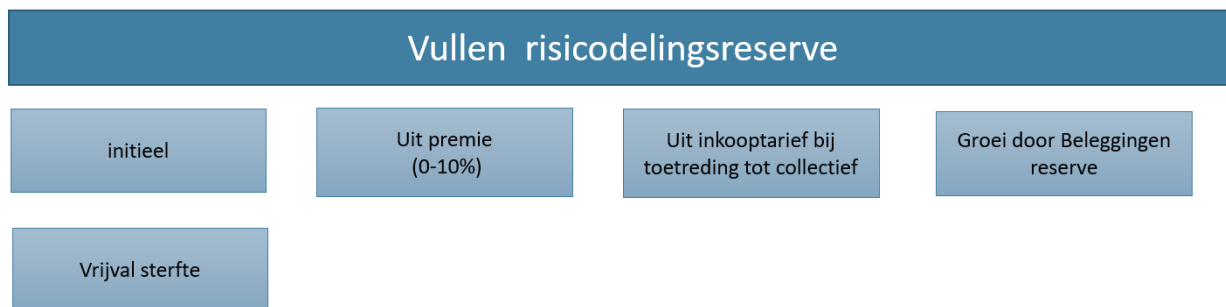 Vullen risicodelingsreserve
initieel
Uit premie
(0-10%)
Uit inkooptarief bij
toetreding tot collectief
Groei door Beleggingen
reserve
Vrijval sterfte